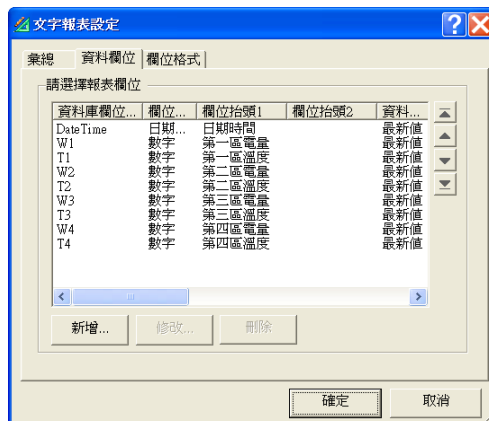 文字報表設定
彙總 資料欄位 欄位格式
請選擇報表欄位
資料庫欄位... 欄位... 欄位抬頭1 欄位抬頭2 資料...
DateTime 日期... 日期時間 最新值
W1 數字 第一區電量 最新值
T1 數字 第一區溫度 最新值
W2 數字 第二區電量 最新值
T2 數字 第二區溫度 最新值
W3 數字 第三區電量 最新值
T3 數字 第三區溫度 最新值
W4 數字 第四區電量 最新值
T4 數字 第四區溫度 最新值
新增... 修改... 刪除
確定 取消